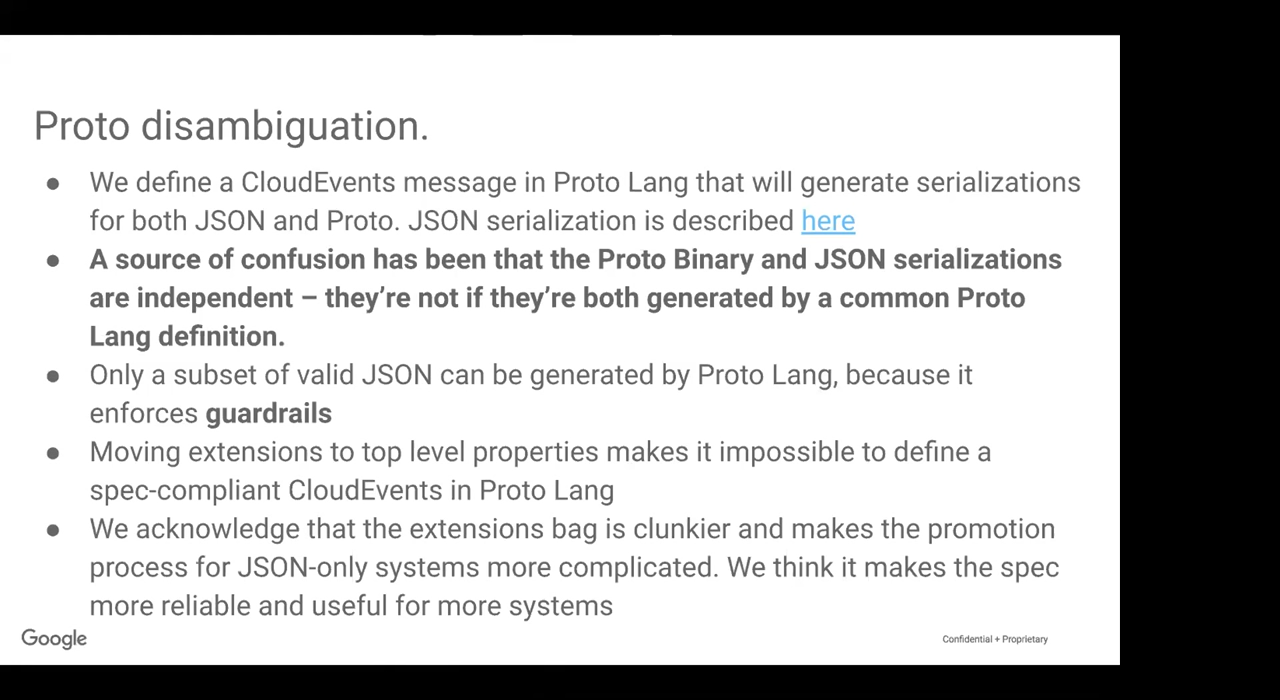 Proto disambiguation.
● We define a CloudEvents message in Proto Lang that will generate serializations
for both JSON and Proto. JSON serialization is described here
● A source of confusion has been that the Proto Binary and JSON serializations
are independent – they’re not if they’re both generated by a common Proto
Lang definition.
● Only a subset of valid JSON can be generated by Proto Lang, because it
enforces guardrails
● Moving extensions to top level properties makes it impossible to define a
spec-compliant CloudEvents in Proto Lang
● We acknowledge that the extensions bag is clunkier and makes the promotion
process for JSON-only systems more complicated. We think it makes the spec
more reliable and useful for more systems
Google
Confidential + Proprietary